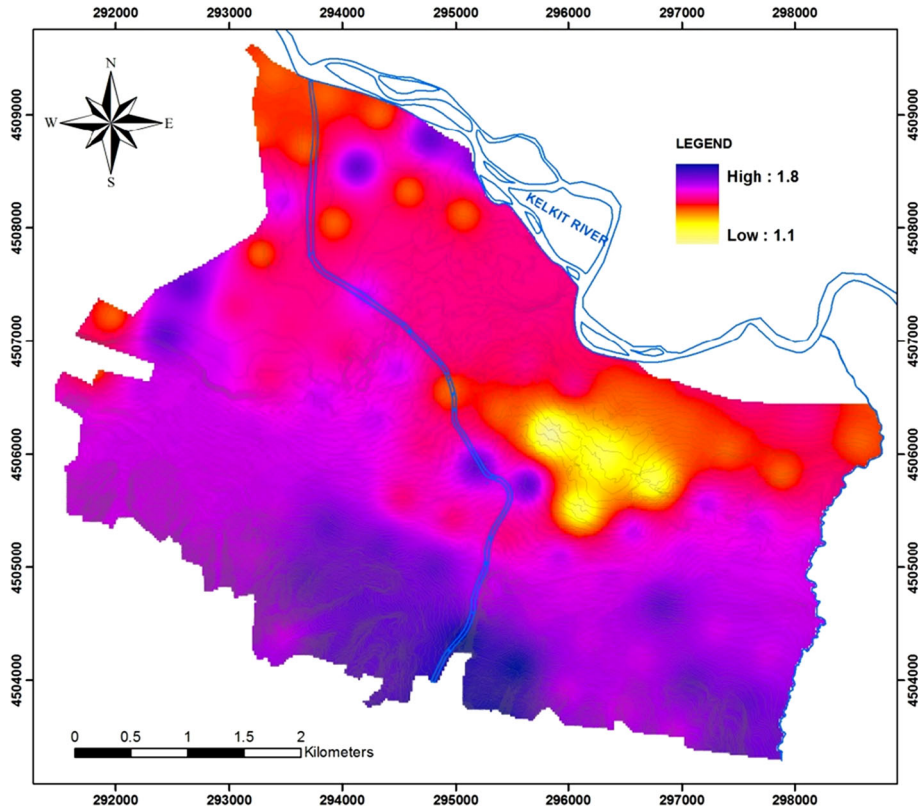 292000 293000 294000 295000 296000 297000 298000
N
W E
S
LEGEND
High : 1.8
Low : 1.1
KELKIT RIVER
4509000 4509000
4508000 4508000
4507000 4507000
4506000 4506000
4505000 4505000
4504000 4504000
0 0.5 1 1.5 2
Kilometers
292000 293000 294000 295000 296000 297000 298000